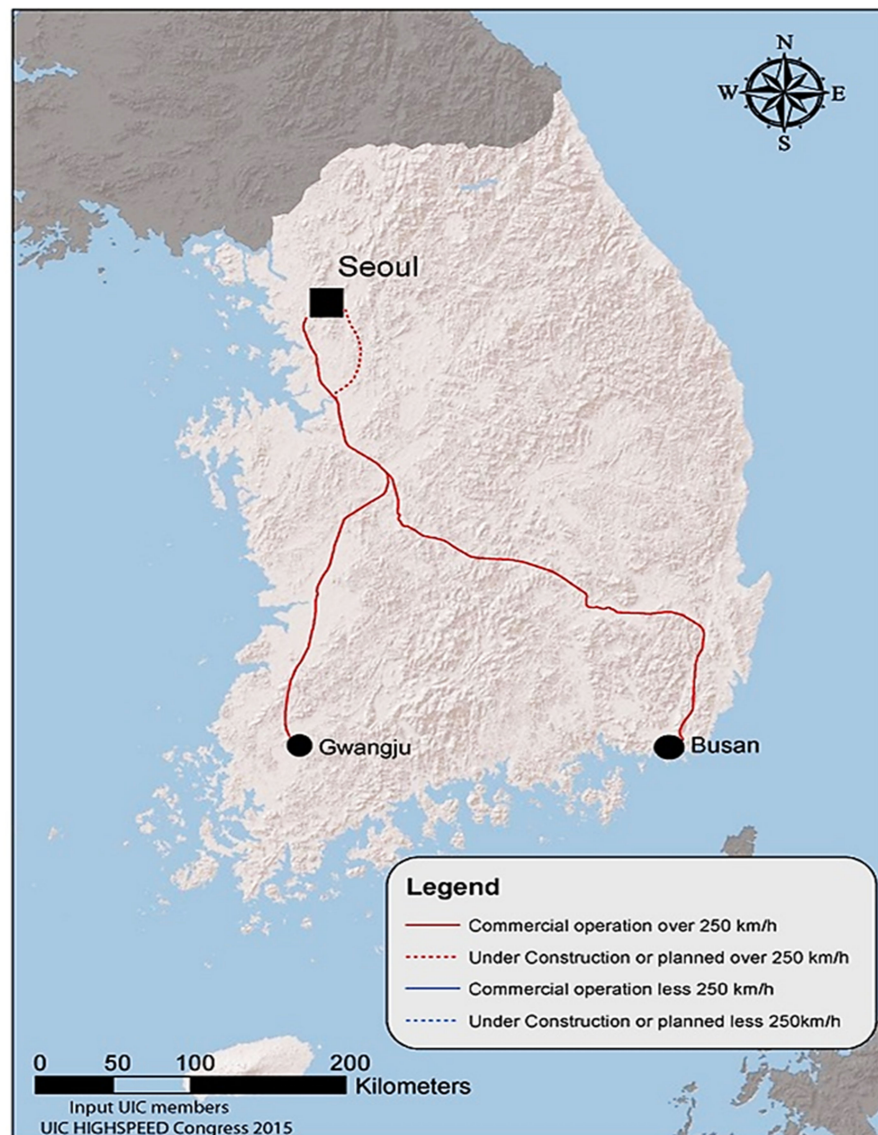 N
W E
S
Seoul
Gwangju
Busan
Legend
Commercial operation over 250 km/h
Under Construction or planned over 250 km/h
Commercial operation less 250 km/h
Under Construction or planned less 250km/h
0 50 100 200
Kilometers
Input UIC members
UIC HIGHSPEED Congress 2015